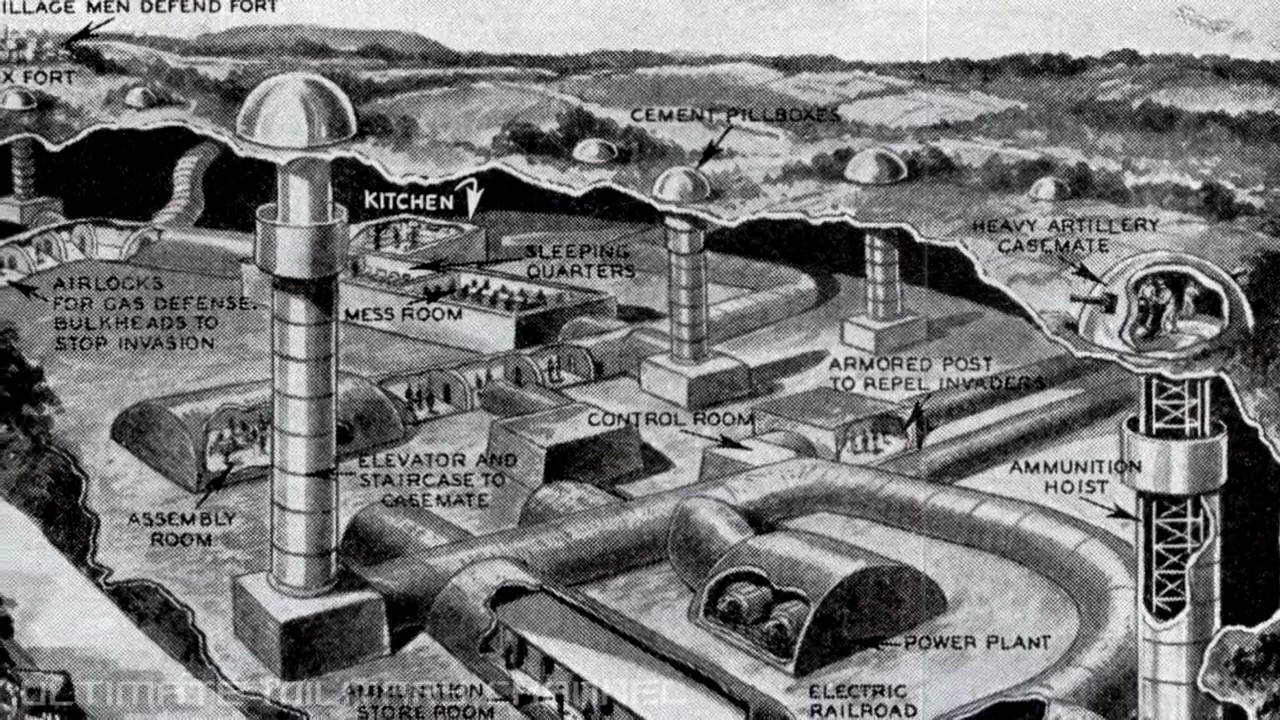 ILLAGE MEN DEFEND FORT
X FORT
CEMENT PILLBOXES
KITCHEN
HEAVY ARTILLERY
CASEMATE
SLEEPING
QUARTERS
AIRLOCKS
FOR GAS DEFENSE.
BULKHEADS TO
STOP INVASION
MESS ROOM
ARMORED POST
TO REPEL INVADERS
CONTROL ROOM
ELEVATOR AND
STAIRCASE TO
CASEMATE
AMMUNITION
HOIST
ASSEMBLY
ROOM
POWER PLANT
AMMUNITION
STORE ROOM
ELECTRIC
RAILROAD